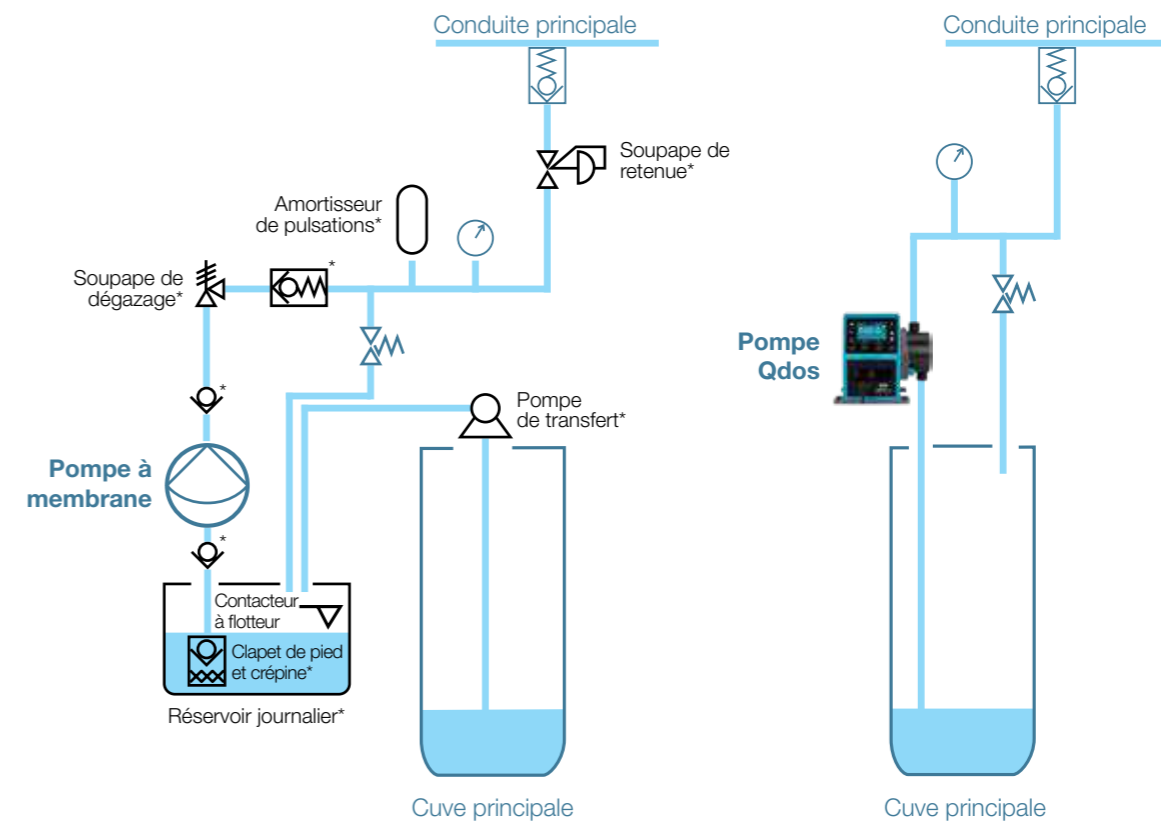 Conduite principale
Conduite principale
Soupape de
retenue*
Amortisseur
de pulsations*
*
Soupape de
dégazage*
Pompe
Qdos
*
Pompe
de transfert*
Pompe à
membrane
*
Contacteur
à flotteur
Clapet de pied
et crépine*
Réservoir journalier*
Cuve principale
Cuve principale